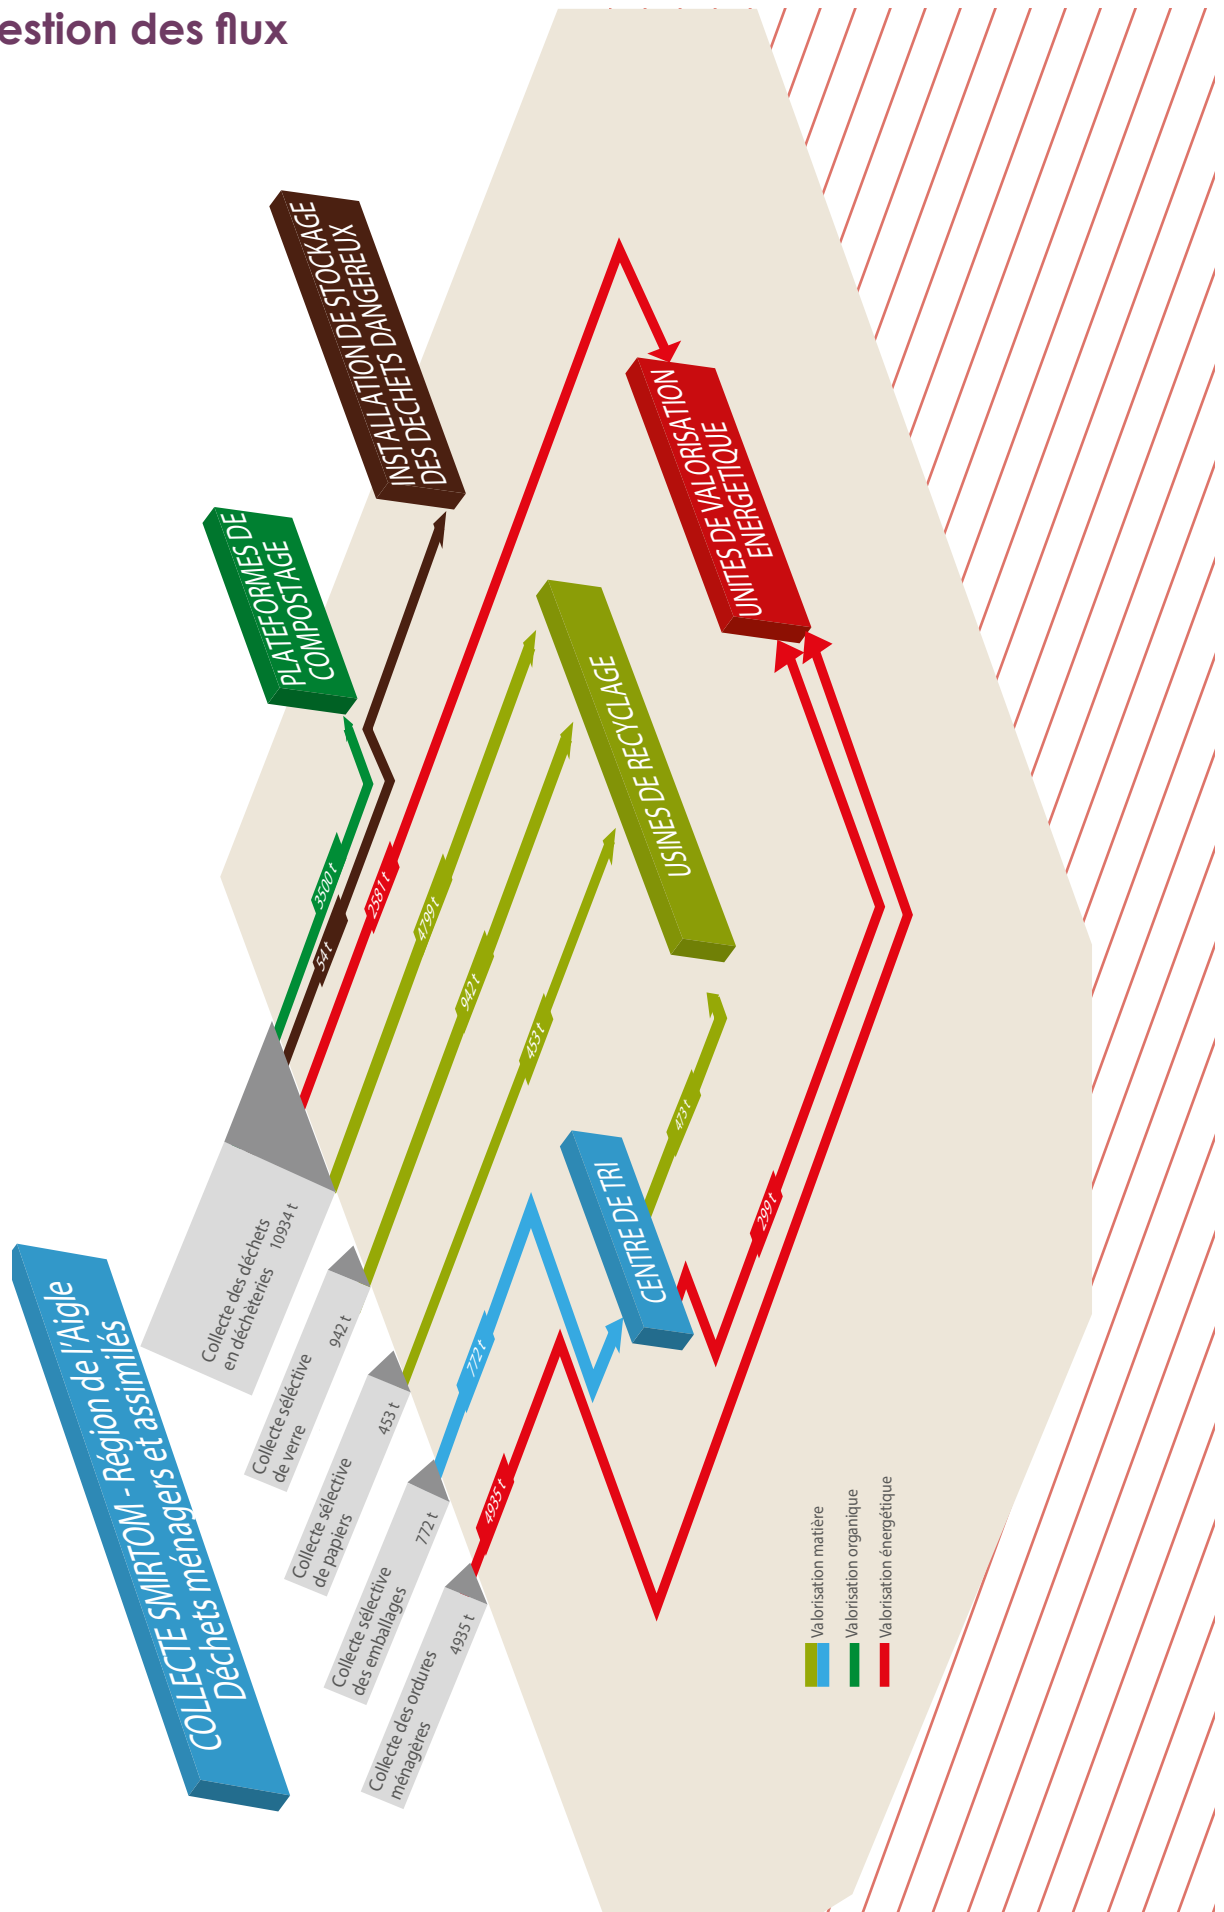 estion des flux
COLLECTE SMIRTOM - Région de l'Aigle
Déchets ménagers et assimilés
Collecte des déchets
en déchèteries 10934 t
Collecte séléctive
de verre 942 t
Collecte sélective
de papiers 453 t
Collecte sélective
des emballages 772 t
Collecte des ordures
ménagères 4935 t
3500 t
54 t
2581 t
4799 t
942 t
453 t
772 t
4935 t
473 t
299 t
PLATEFORMES DE
COMPOSTAGE
INSTALLATION DE STOCKAGE
DES DECHETS DANGEREUX
UNITES DE VALORISATION
ENERGETIQUE
USINES DE RECYCLAGE
CENTRE DE TRI
Valorisation matière
Valorisation organique
Valorisation énergétique